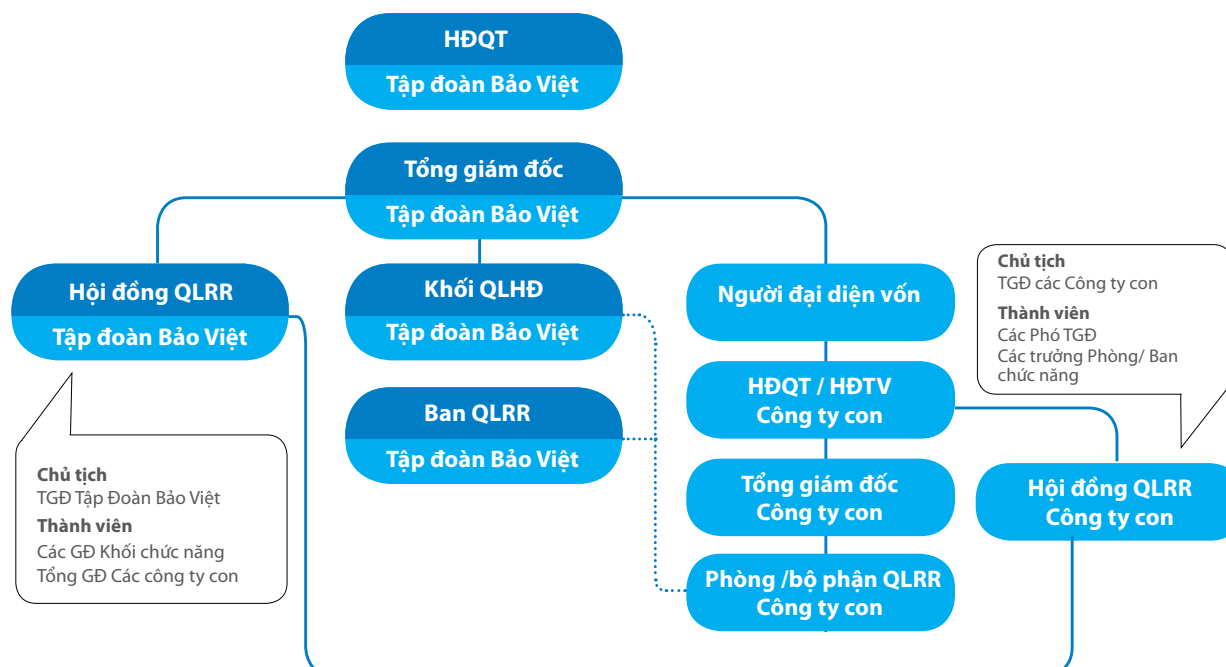 HĐQT
Tập đoàn Bảo Việt
Tổng giám đốc
Tập đoàn Bảo Việt
Hội đồng QLRR
Tập đoàn Bảo Việt
Khối QLHĐ
Tập đoàn Bảo Việt
Ban QLRR
Tập đoàn Bảo Việt
Người đại diện vốn
HĐQT / HĐTV
Công ty con
Tổng giám đốc
Công ty con
Phòng /bộ phận QLRR
Công ty con
Chủ tịch
TGĐ các Công ty con
Thành viên
Các Phó TGĐ
Các trưởng Phòng/ Ban
chức năng
Hội đồng QLRR
Công ty con
Chủ tịch
TGĐ Tập Đoàn Bảo Việt
Thành viên
Các GĐ Khối chức năng
Tổng GĐ Các công ty con